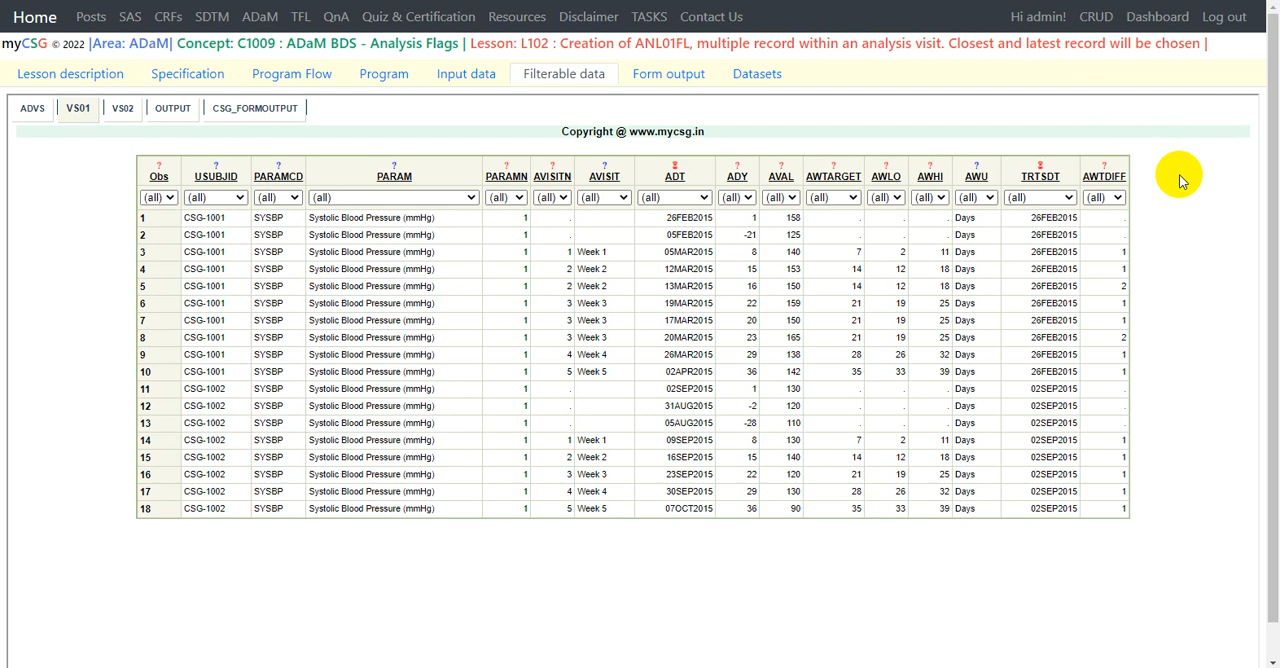 Home Posts SAS CRFs SDTM ADaM TFL QnA Quiz & Certification Resources Disclaimer TASKS Contact Us Hi admin! CRUD Dashboard Log out
myCSG © 2022 |Area: ADaM| Concept: C1009 : ADaM BDS - Analysis Flags | Lesson: L102 : Creation of ANL01FL, multiple record within an analysis visit. Closest and latest record will be chosen |
Lesson description Specification Program Flow Program Input data Filterable data Form output Datasets
ADVS VS01 VS02 OUTPUT CSG_FORMOUTPUT
Copyright @ www.mycsg.in
? ? ? ? ? ? ? ? ? ? ? ? ? ?
Obs USUBJID PARAMCD PARAM PARAMN AVISITN AVISIT ADT ADY AVAL AWTARGET AWLO AWHI AWU TRTSDT AWTDIFF
(all) (all) (all) (all) (all) (all) (all) (all) (all) (all) (all) (all) (all) (all) (all) (all)
1 CSG-1001 SYSBP Systolic Blood Pressure (mmHg) 1 . 26FEB2015 1 158 . . . Days 26FEB2015 .
2 CSG-1001 SYSBP Systolic Blood Pressure (mmHg) 1 . 05FEB2015 -21 125 . . . Days 26FEB2015 .
3 CSG-1001 SYSBP Systolic Blood Pressure (mmHg) 1 1 Week 1 05MAR2015 8 140 7 2 11 Days 26FEB2015 1
4 CSG-1001 SYSBP Systolic Blood Pressure (mmHg) 1 2 Week 2 12MAR2015 15 153 14 12 18 Days 26FEB2015 1
5 CSG-1001 SYSBP Systolic Blood Pressure (mmHg) 1 2 Week 2 13MAR2015 16 150 14 12 18 Days 26FEB2015 2
6 CSG-1001 SYSBP Systolic Blood Pressure (mmHg) 1 3 Week 3 19MAR2015 22 159 21 19 25 Days 26FEB2015 1
7 CSG-1001 SYSBP Systolic Blood Pressure (mmHg) 1 3 Week 3 17MAR2015 20 150 21 19 25 Days 26FEB2015 1
8 CSG-1001 SYSBP Systolic Blood Pressure (mmHg) 1 3 Week 3 20MAR2015 23 165 21 19 25 Days 26FEB2015 2
9 CSG-1001 SYSBP Systolic Blood Pressure (mmHg) 1 4 Week 4 26MAR2015 29 138 28 26 32 Days 26FEB2015 1
10 CSG-1001 SYSBP Systolic Blood Pressure (mmHg) 1 5 Week 5 02APR2015 36 142 35 33 39 Days 26FEB2015 1
11 CSG-1002 SYSBP Systolic Blood Pressure (mmHg) 1 . 02SEP2015 1 130 . . . Days 02SEP2015 .
12 CSG-1002 SYSBP Systolic Blood Pressure (mmHg) 1 . 31AUG2015 -2 120 . . . Days 02SEP2015 .
13 CSG-1002 SYSBP Systolic Blood Pressure (mmHg) 1 . 05AUG2015 -28 110 . . . Days 02SEP2015 .
14 CSG-1002 SYSBP Systolic Blood Pressure (mmHg) 1 1 Week 1 09SEP2015 8 130 7 2 11 Days 02SEP2015 1
15 CSG-1002 SYSBP Systolic Blood Pressure (mmHg) 1 2 Week 2 16SEP2015 15 140 14 12 18 Days 02SEP2015 1
16 CSG-1002 SYSBP Systolic Blood Pressure (mmHg) 1 3 Week 3 23SEP2015 22 120 21 19 25 Days 02SEP2015 1
17 CSG-1002 SYSBP Systolic Blood Pressure (mmHg) 1 4 Week 4 30SEP2015 29 130 28 26 32 Days 02SEP2015 1
18 CSG-1002 SYSBP Systolic Blood Pressure (mmHg) 1 5 Week 5 07OCT2015 36 90 35 33 39 Days 02SEP2015 1